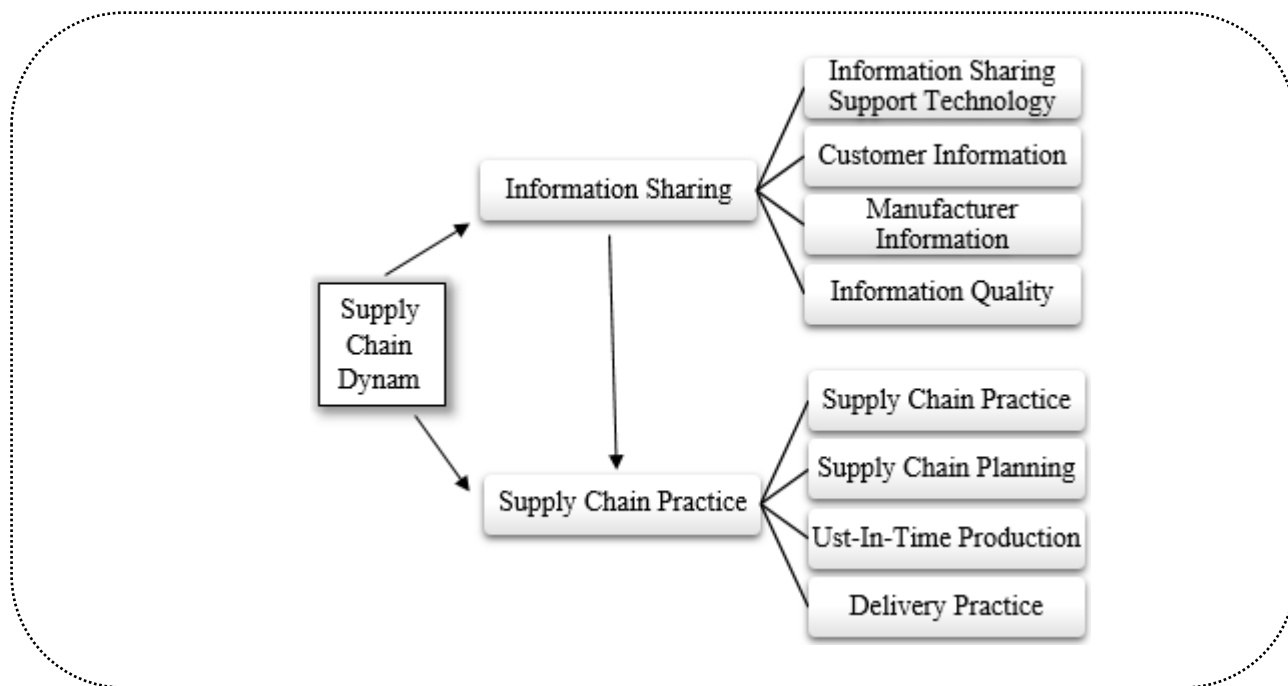 Information Sharing
Support Technology
Customer Information
Information Sharing
Manufacturer
Information
Information Quality
Supply
Chain
Dynam
Supply Chain Practice
Supply Chain Planning
Supply Chain Practice
Ust-In-Time Production
Delivery Practice